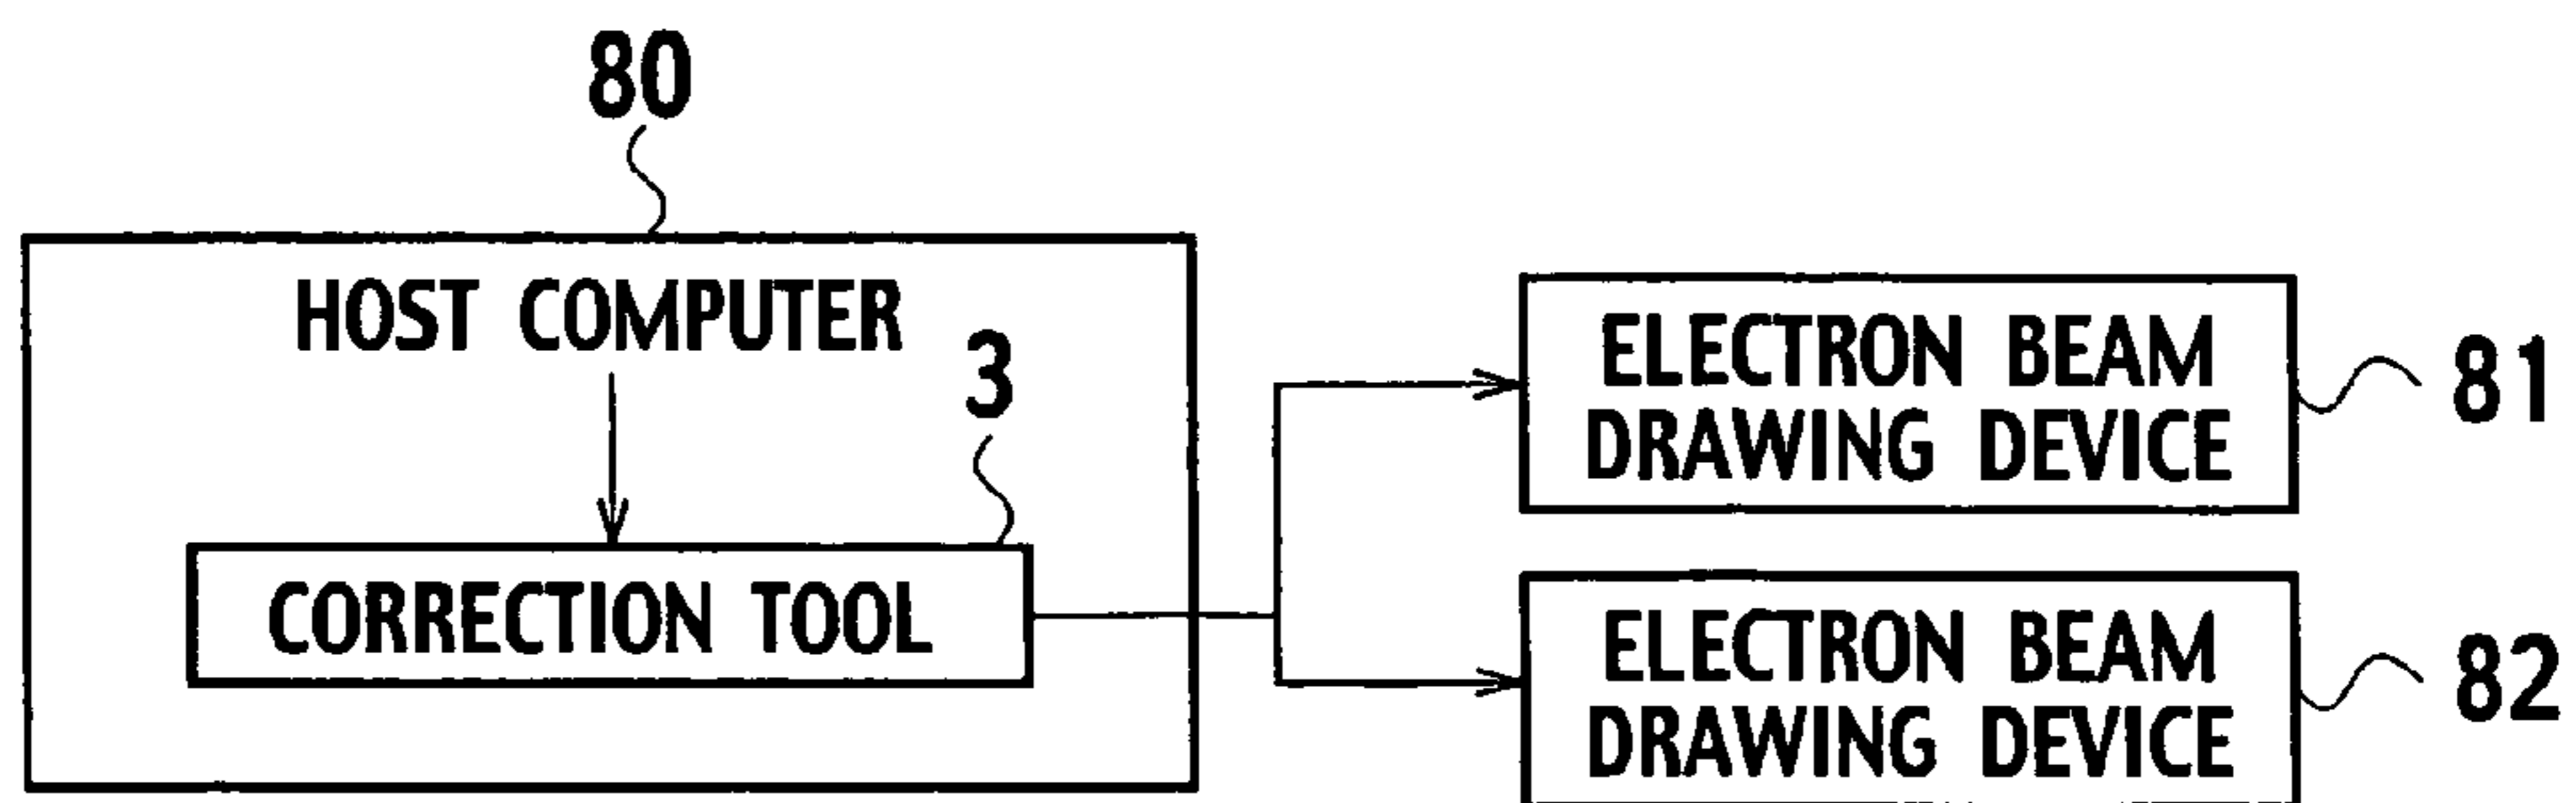 80
HOST COMPUTER
3
CORRECTION TOOL
ELECTRON BEAM
DRAWING DEVICE
81
ELECTRON BEAM
DRAWING DEVICE
82